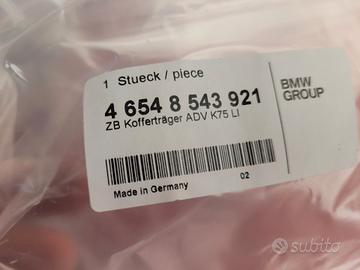 1 Stueck / piece
4 654 8 543 921
ZB Kofferträger ADV K75 LI
BMW
GROUP
Made in Germany
02
subito